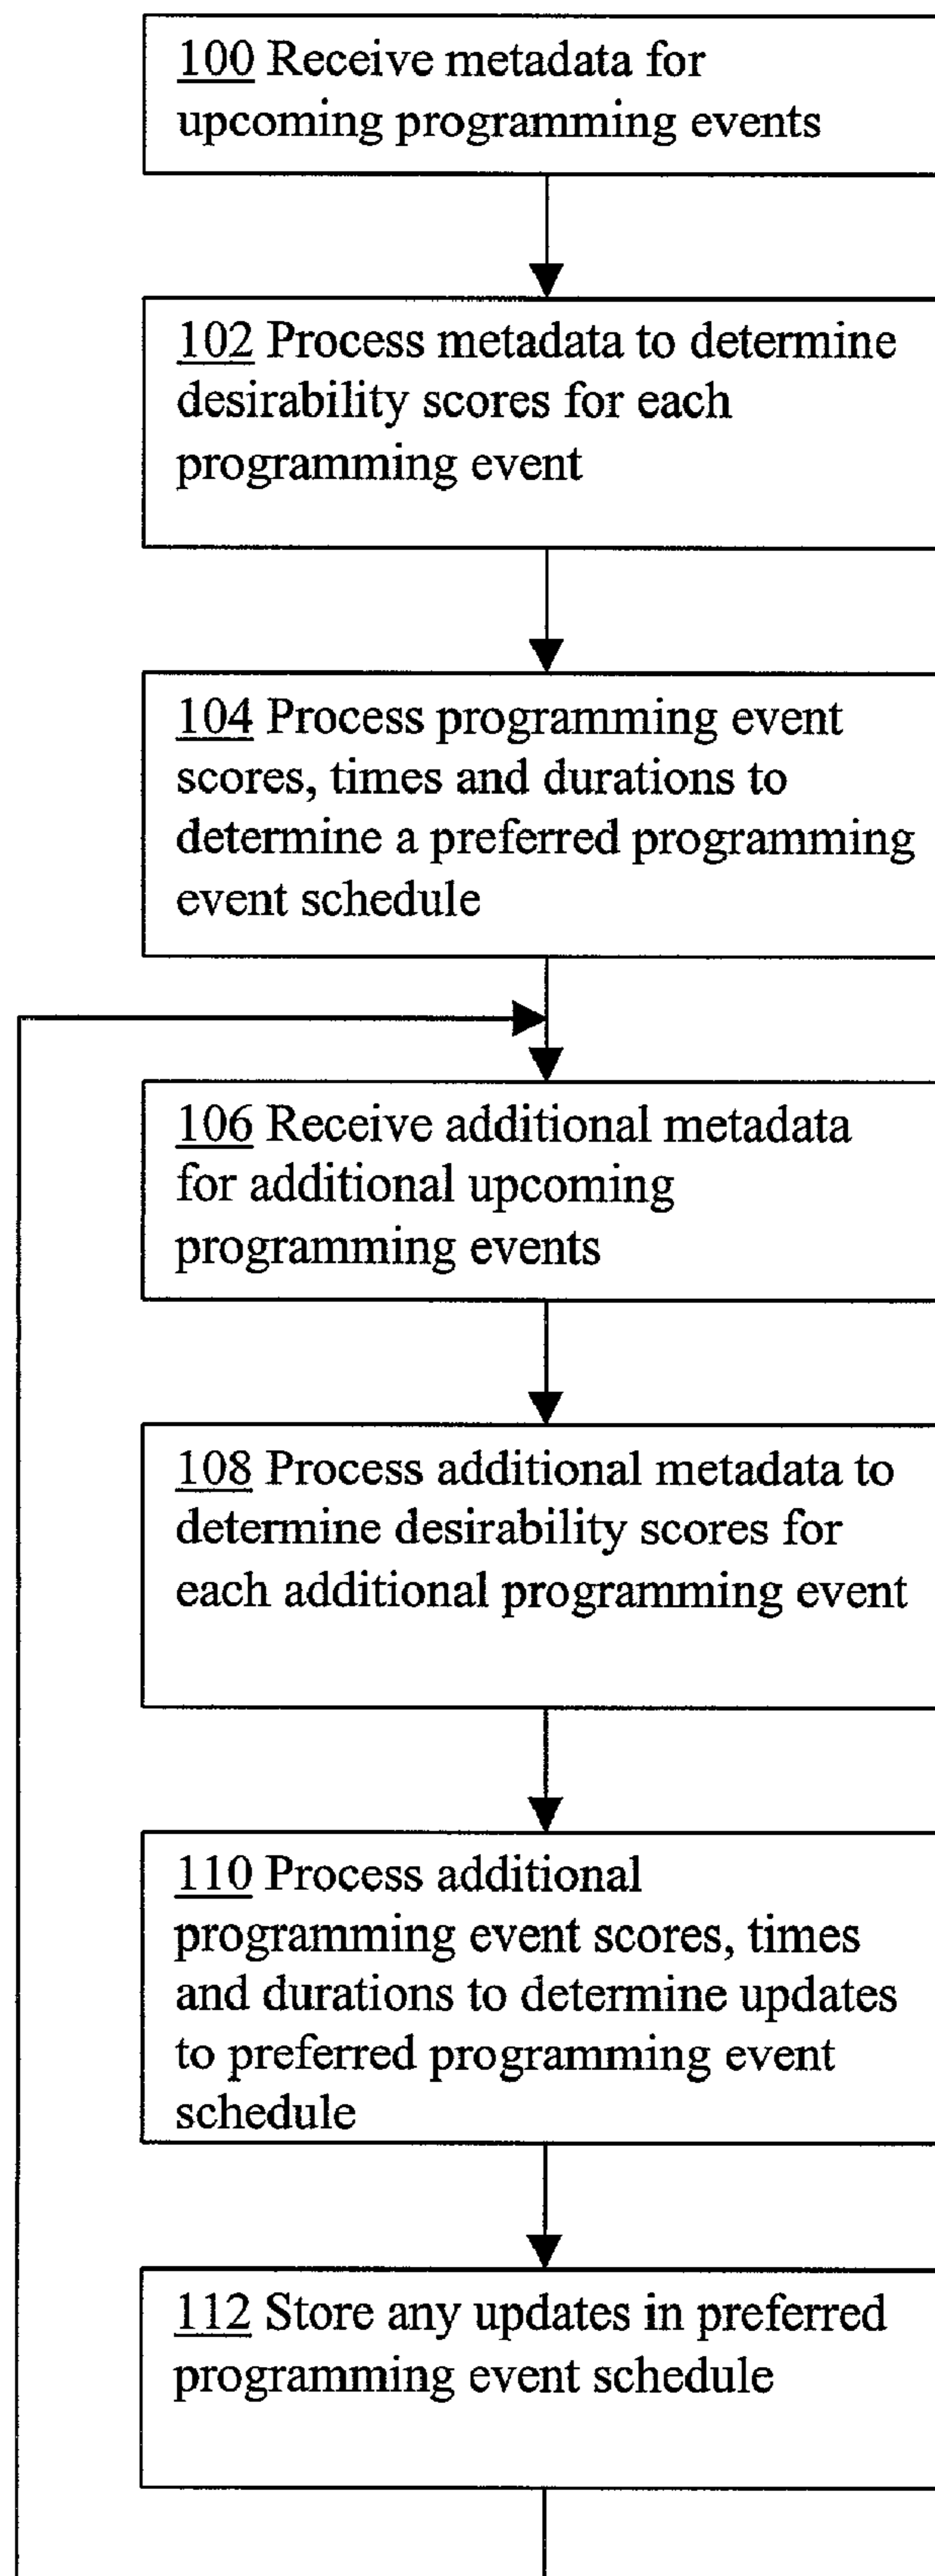 100 Receive metadata for
upcoming programming events
102 Process metadata to determine
desirability scores for each
programming event
104 Process programming event
scores, times and durations to
determine a preferred programming
event schedule
106 Receive additional metadata
for additional upcoming
programming events
108 Process additional metadata to
determine desirability scores for
each additional programming event
110 Process additional
programming event scores, times
and durations to determine updates
to preferred programming event
schedule
112 Store any updates in preferred
programming event schedule